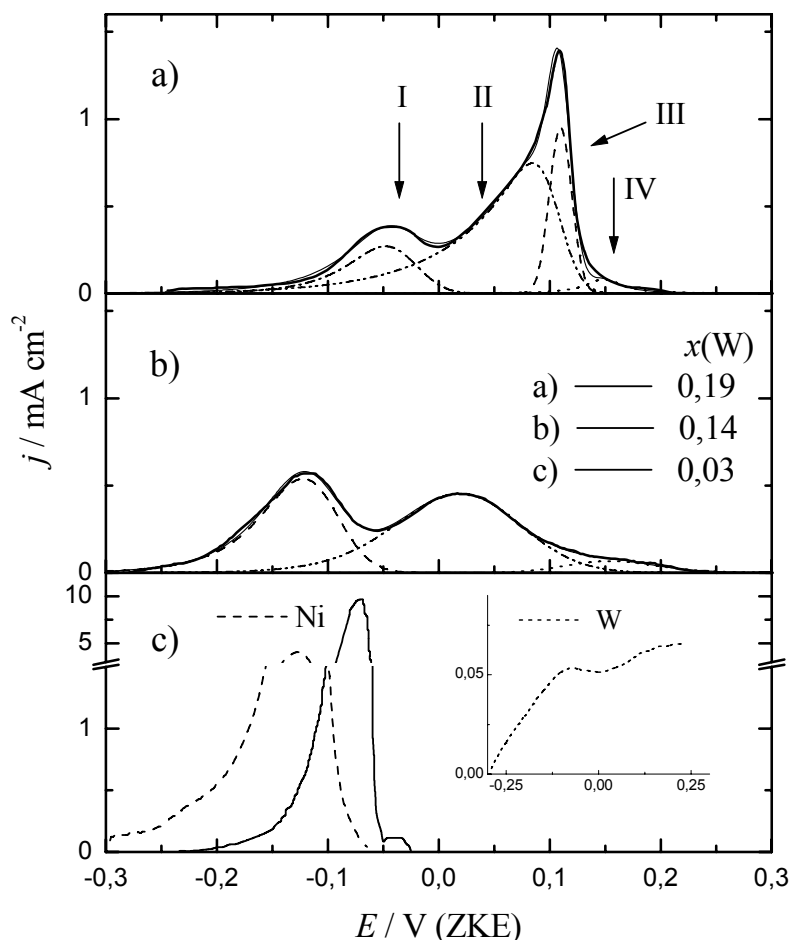 a)
I
II
III
IV
1
0
b)
x(W)
a) 0,19
b) 0,14
c) 0,03
1
0
c)
Ni
W
10
5
1
0
0,05
0,00
-0,25
0,00
0,25
-0,3
-0,2
-0,1
0,0
0,1
0,2
0,3
j / mA cm-2
E / V (ZKE)